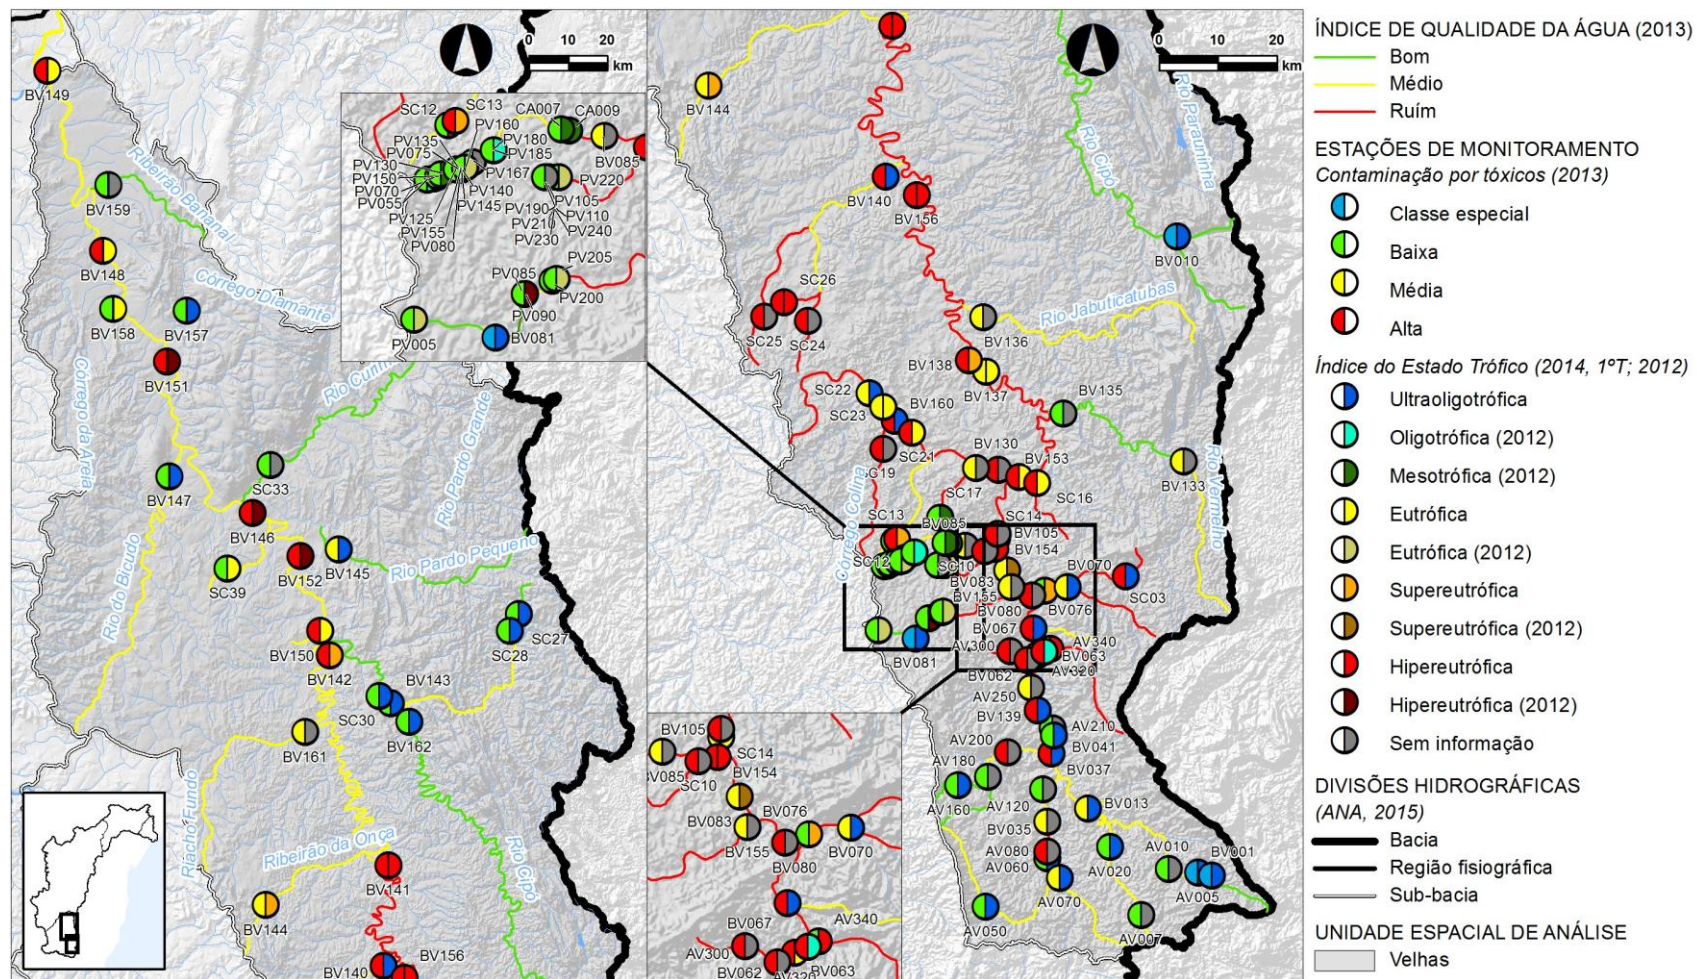 BV149
BV159
Ribeirão Bananal
BV148
Córrego Diamante
BV158
BV157
BV151
Córrego da Areia
Rio Pardo Grande
BV147
SC33
BV146
Rio do Bicudo
SC39
BV152
BV145
Rio Pardo Pequeno
SC27
SC28
BV150
BV142
BV143
SC30
BV162
BV161
Riacho Fundo
Ribeirão da Onça
Rio Cipo
BV141
BV144
BV140
BV156
0 10 20
km
SC12
SC13
CA007
CA009
PV160
PV135
PV180
PV075
PV185
BV085
PV130
PV150
PV167
PV070
PV220
PV055
PV140
PV105
PV125
PV145
PV190
PV110
PV155
PV210
PV240
PV080
PV230
PV205
PV085
PV200
PV090
PV005
BV081
0 10 20
km
BV144
Rio Cipo
Rio Paraúninha
BV140
BV156
BV010
SC26
Rio Jabuticatubas
SC25
SC24
BV136
BV138
BV137
SC22
BV135
SC23
BV160
SC21
BV130
BV153
SC19
SC17
SC16
BV133
Rio Vermelho
Córrego Colina
SC13
SC14
BV085
BV105
BV154
SC12
SC10
BV083
BV070
SC03
BV155
BV080
BV076
BV067
AV340
AV300
BV063
BV081
BV062
AV320
AV250
BV139
AV210
AV200
BV041
AV180
BV037
AV160
AV120
BV013
BV035
AV080
AV010
BV001
AV060
AV020
AV005
AV070
AV050
AV007
BV105
SC14
BV085
BV154
SC10
BV076
BV083
BV155
BV070
BV080
BV067
AV340
AV300
BV062
BV063
AV320
ÍNDICE DE QUALIDADE DA ÁGUA (2013)
Bom
Médio
Ruím
ESTAÇÕES DE MONITORAMENTO
Contaminação por tóxicos (2013)
Classe especial
Baixa
Média
Alta
Índice do Estado Trófico (2014, 1ºT; 2012)
Ultraoligotrófica
Oligotrófica (2012)
Mesotrófica (2012)
Eutrófica
Eutrófica (2012)
Supereutrófica
Supereutrófica (2012)
Hipereutrófica
Hipereutrófica (2012)
Sem informação
DIVISÕES HIDROGRÁFICAS
(ANA, 2015)
Bacia
Região fisiográfica
Sub-bacia
UNIDADE ESPACIAL DE ANÁLISE
Velhas